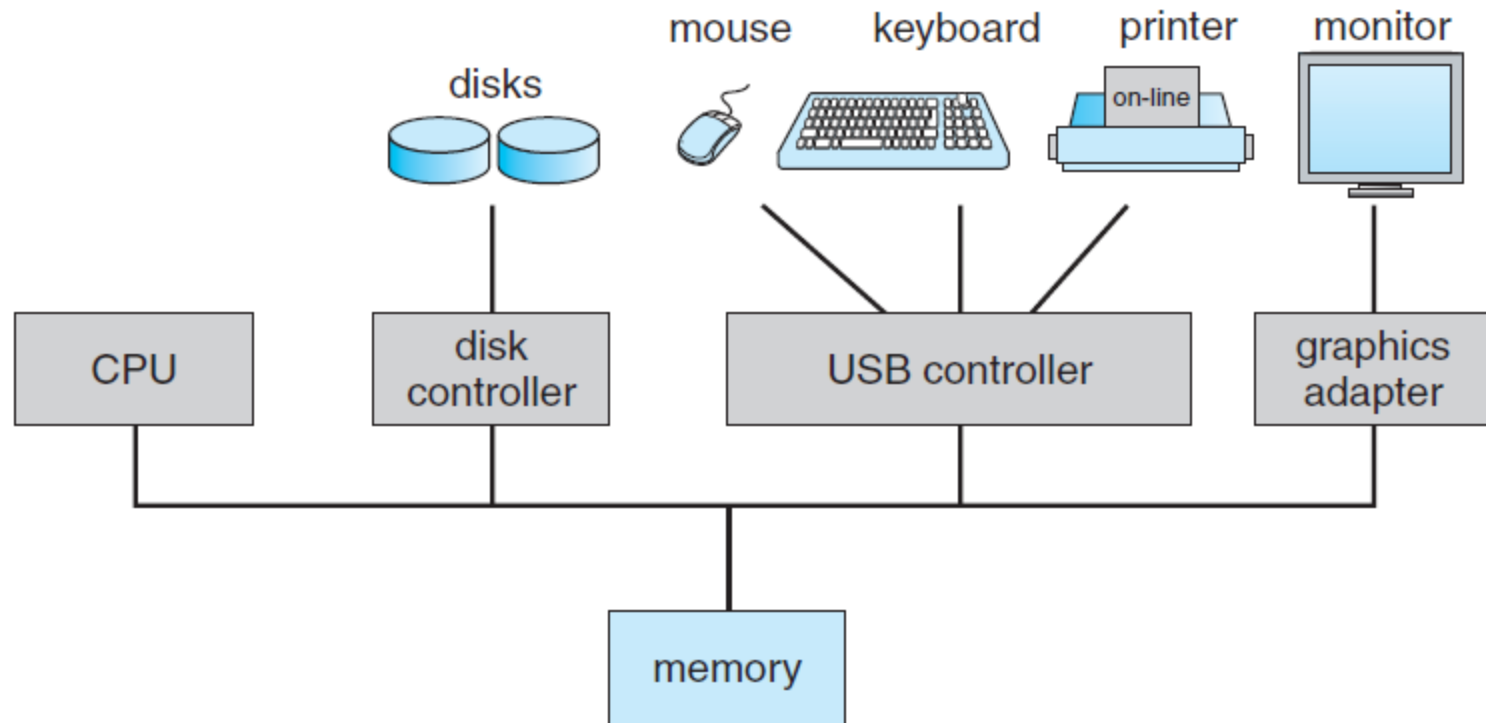 mouse
keyboard
printer
monitor
disks
on-line
CPU
disk
controller
USB controller
graphics
adapter
memory